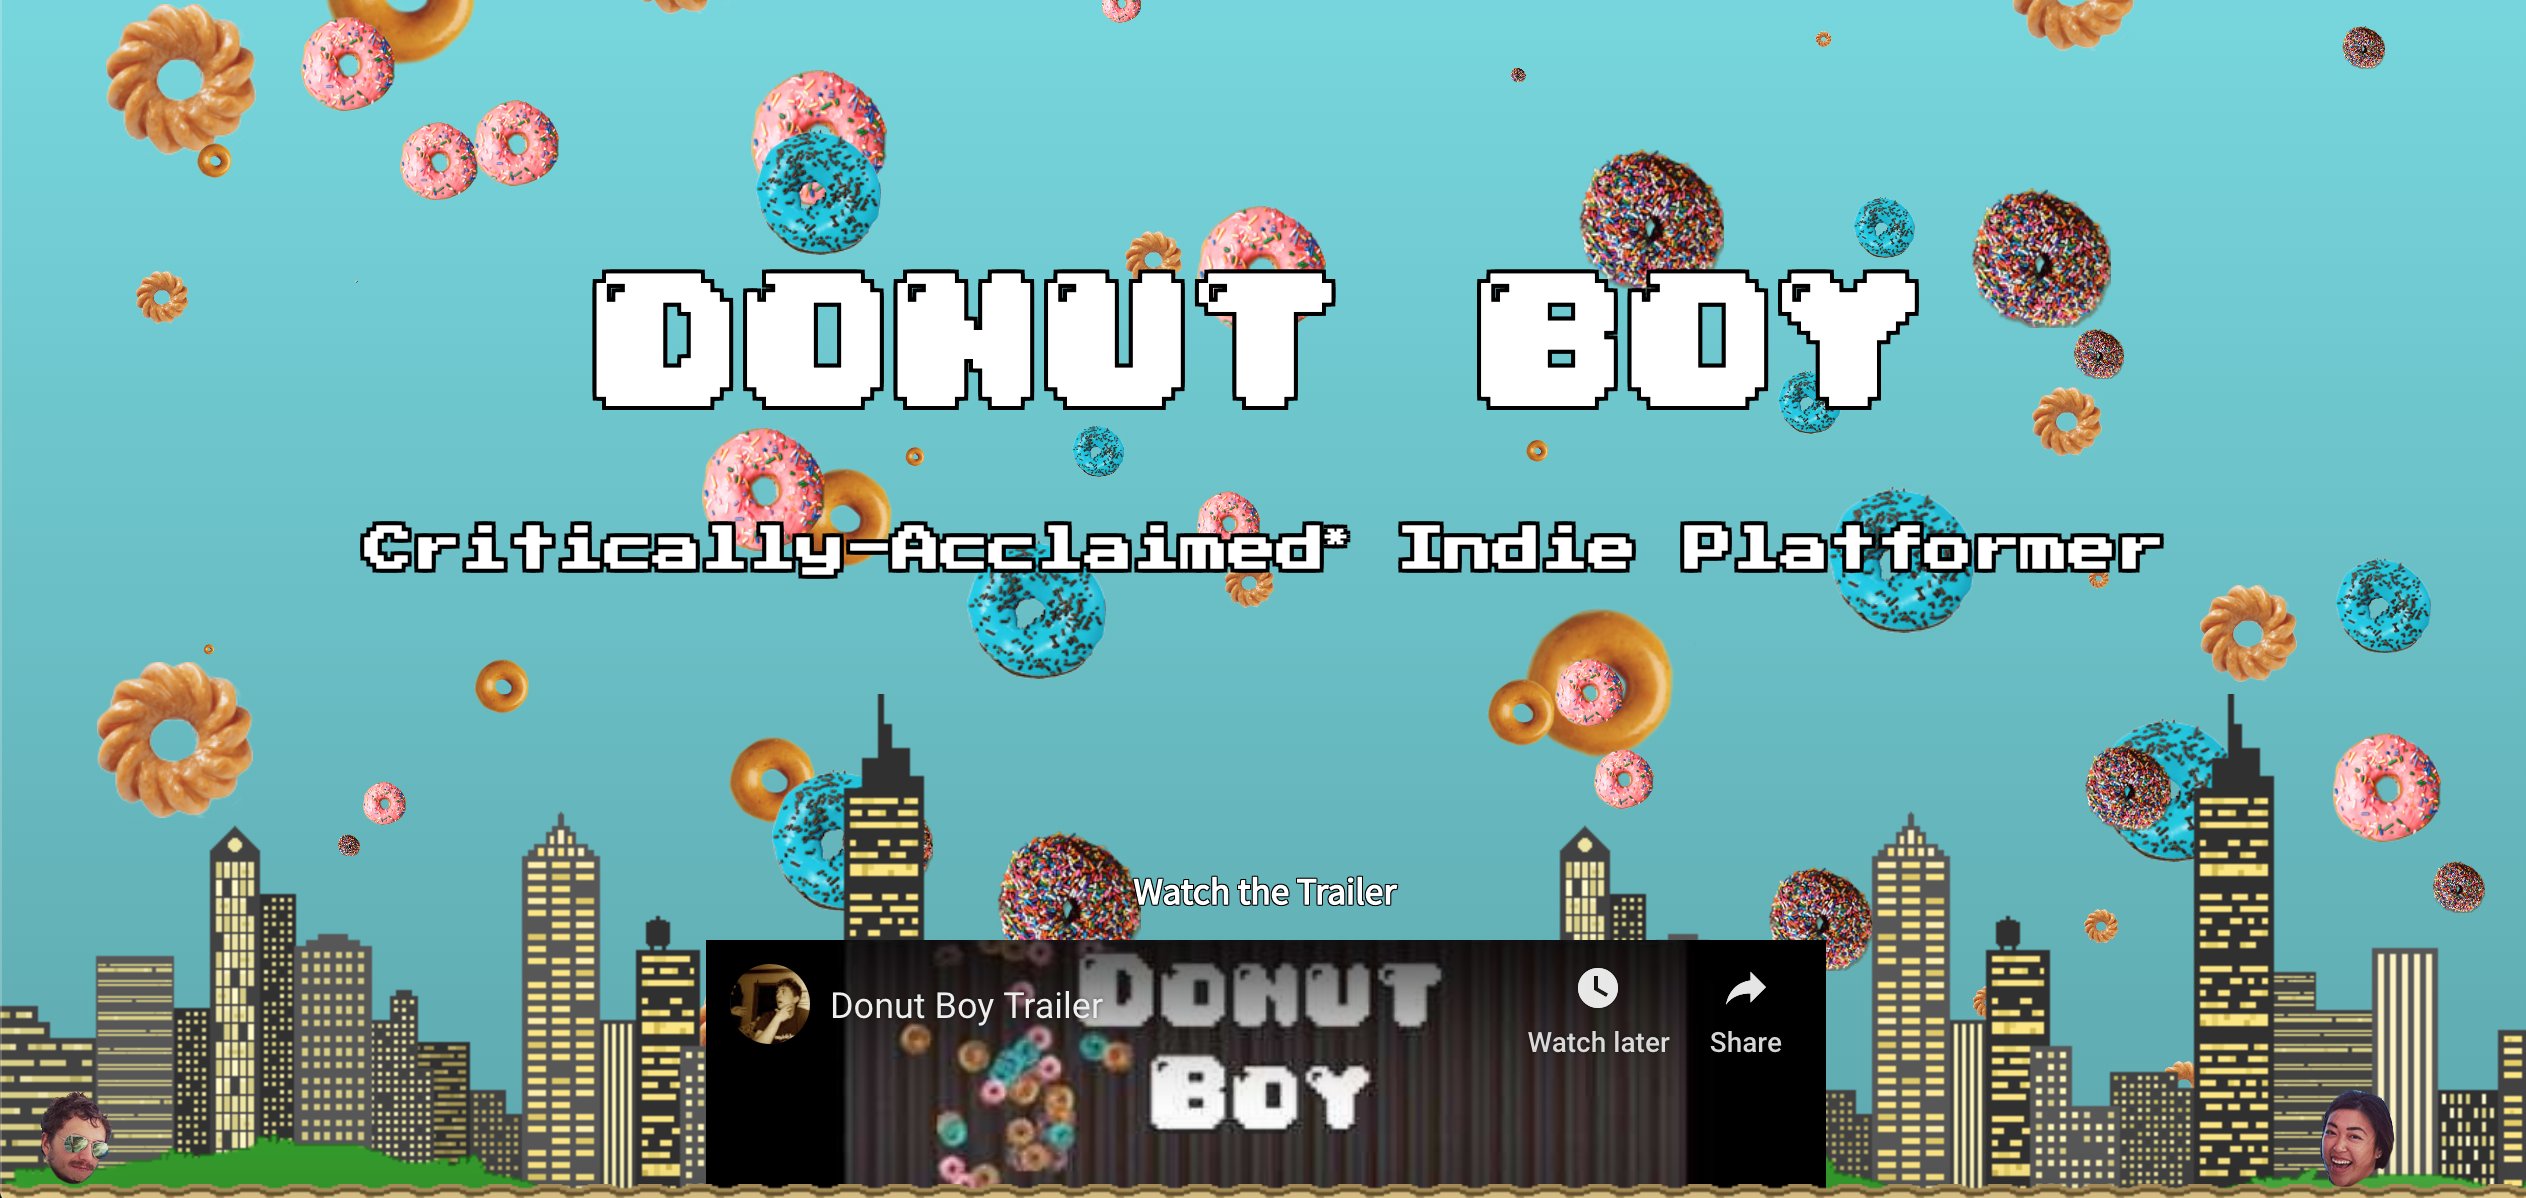 DONUT BOY
Critically-Acclaimed* Indie Platformer
Watch the Trailer
Donut Boy Trailer
DONUT
BOY
Watch later
Share